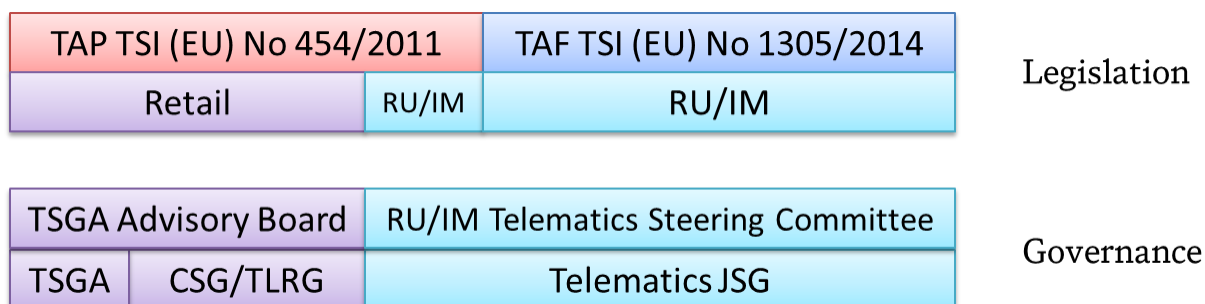 TAP TSI (EU) No 454/2011 TAF TSI (EU) No 1305/2014
Legislation
Retail RU/IM RU/IM
TSGA Advisory Board RU/IM Telematics Steering Committee
Governance
TSGA CSG/TLRG Telematics JSG